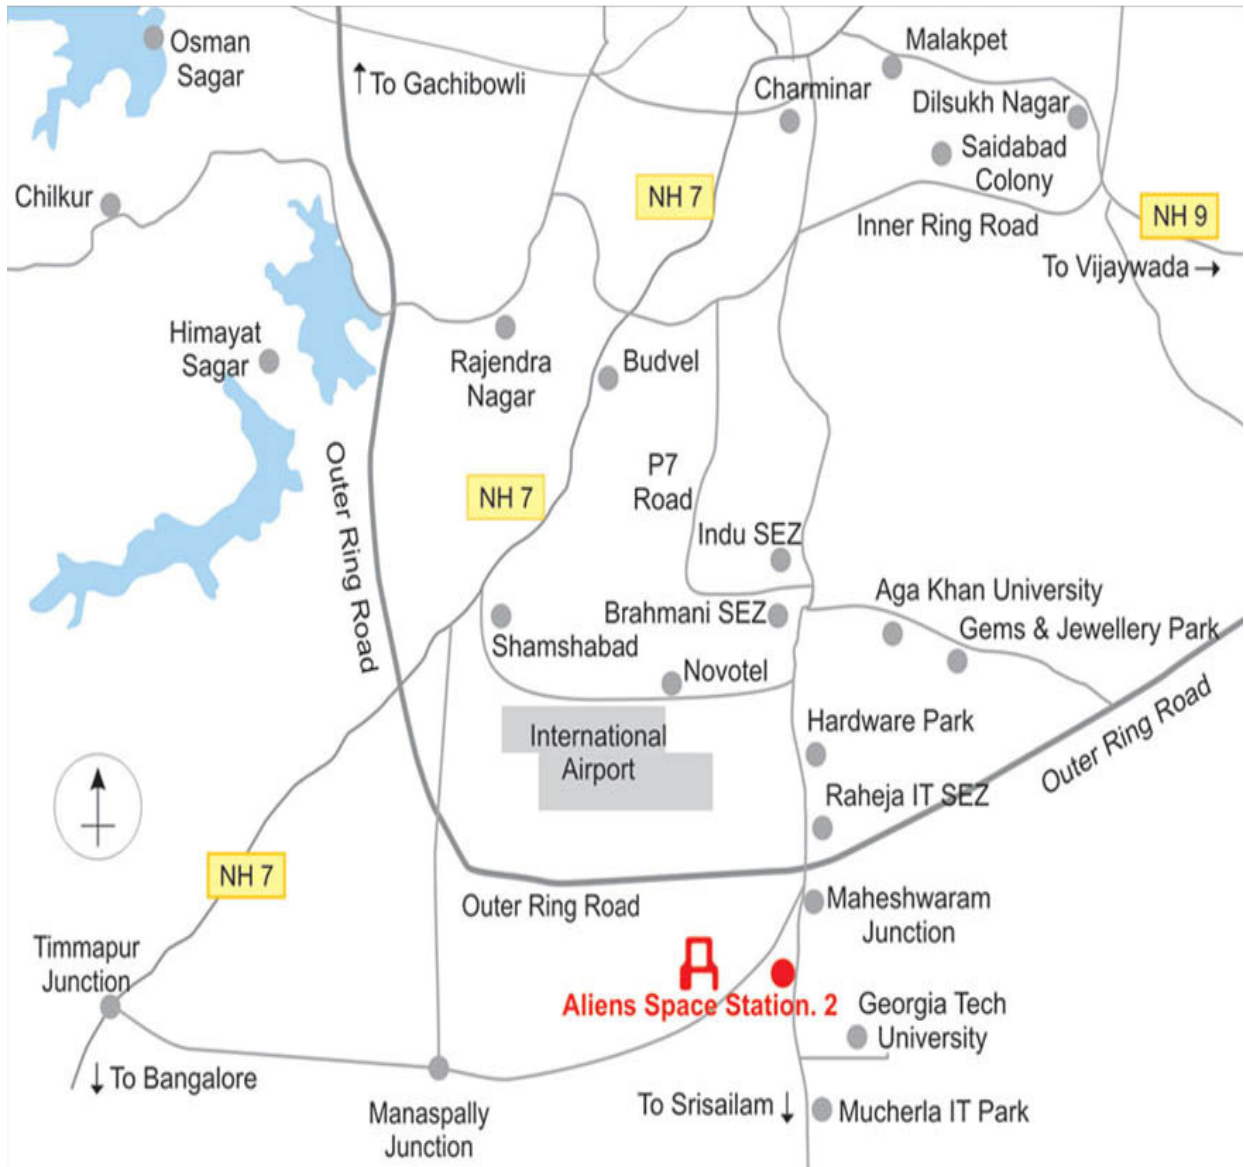 Osman
Sagar
To Gachibowli
Malakpet
Charminar
Dilsukh Nagar
Saidabad
Colony
Chilkur
NH 7
NH 9
Inner Ring Road
To Vijaywada
Himayat
Sagar
Rajendra
Nagar
Budvel
Outer Ring Road
P7
Road
NH 7
Indu SEZ
Aga Khan University
Brahmani SEZ
Gems & Jewellery Park
Shamshabad
Novotel
Outer Ring Road
International
Airport
Hardware Park
Raheja IT SEZ
NH 7
Outer Ring Road
Maheshwaram
Junction
Timmapur
Junction
Aliens Space Station. 2
Georgia Tech
University
To Bangalore
To Srisailam
Manaspally
Junction
Mucherla IT Park